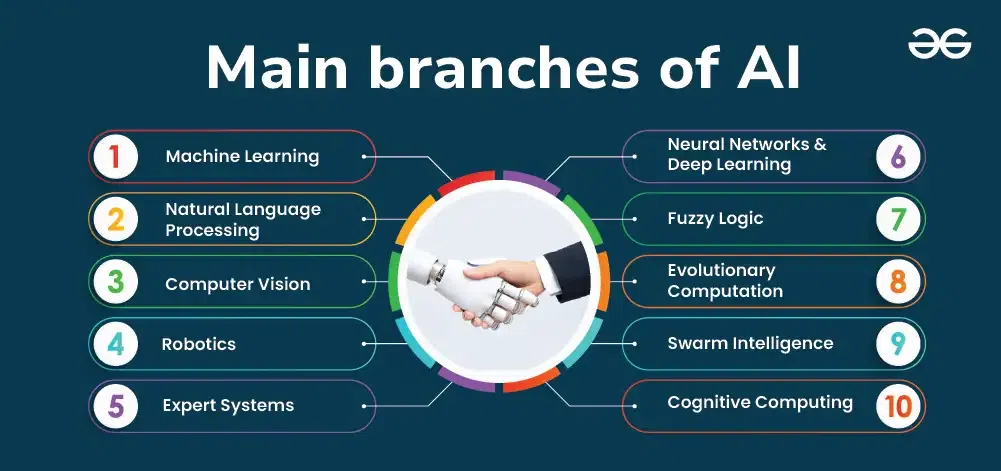 Main branches of AI
1
Machine Learning
2
Natural Language
Processing
3
Computer Vision
4
Robotics
5
Expert Systems
Neural Networks &
Deep Learning
6
Fuzzy Logic
7
Evolutionary
Computation
8
Swarm Intelligence
9
Cognitive Computing
10